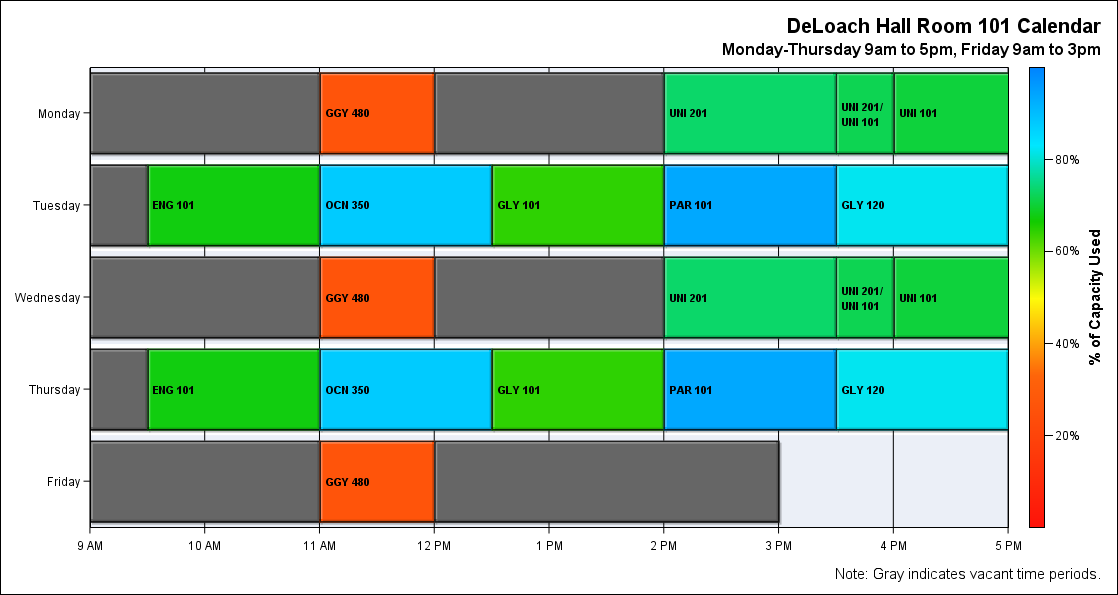 DeLoach Hall Room 101 Calendar
Monday-Thursday 9am to 5pm, Friday 9am to 3pm
Monday
GGY 480
UNI 201
UNI 201/
UNI 101
UNI 101
Tuesday
ENG 101
OCN 350
GLY 101
PAR 101
GLY 120
Wednesday
GGY 480
UNI 201
UNI 201/
UNI 101
UNI 101
Thursday
ENG 101
OCN 350
GLY 101
PAR 101
GLY 120
Friday
GGY 480
9 AM
10 AM
11 AM
12 PM
1 PM
2 PM
3 PM
4 PM
5 PM
80%
60%
40%
20%
% of Capacity Used
Note: Gray indicates vacant time periods.